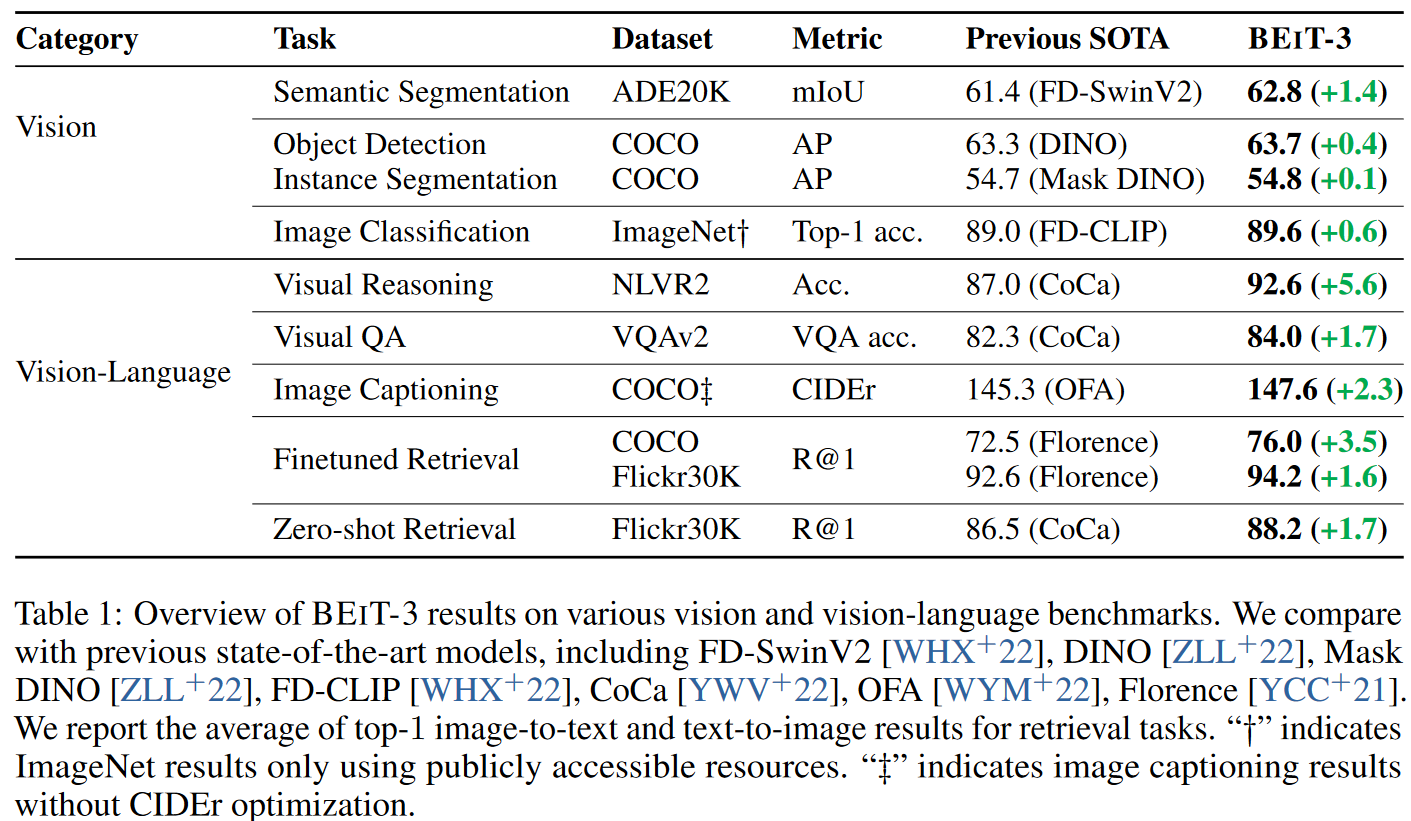 Category Task Dataset Metric Previous SOTA BEIT-3
Vision
Semantic Segmentation ADE20K mIoU 61.4 (FD-SwinV2) 62.8 (+1.4)
Object Detection COCO AP 63.3 (DINO) 63.7 (+0.4)
Instance Segmentation COCO AP 54.7 (Mask DINO) 54.8 (+0.1)
Image Classification ImageNet† Top-1 acc. 89.0 (FD-CLIP) 89.6 (+0.6)
Vision-Language
Visual Reasoning NLVR2 Acc. 87.0 (CoCa) 92.6 (+5.6)
Visual QA VQAv2 VQA acc. 82.3 (CoCa) 84.0 (+1.7)
Image Captioning COCO‡ CIDEr 145.3 (OFA) 147.6 (+2.3)
Finetuned Retrieval R@1
COCO 72.5 (Florence) 76.0 (+3.5)
Flickr30K 92.6 (Florence) 94.2 (+1.6)
Zero-shot Retrieval Flickr30K R@1 86.5 (CoCa) 88.2 (+1.7)
Table 1: Overview of BEIT-3 results on various vision and vision-language benchmarks. We compare
with previous state-of-the-art models, including FD-SwinV2 [WHX+22], DINO [ZLL+22], Mask
DINO [ZLL+22], FD-CLIP [WHX+22], CoCa [YWV+22], OFA [WYM+22], Florence [YCC+21].
We report the average of top-1 image-to-text and text-to-image results for retrieval tasks. “†” indicates
ImageNet results only using publicly accessible resources. “‡” indicates image captioning results
without CIDEr optimization.